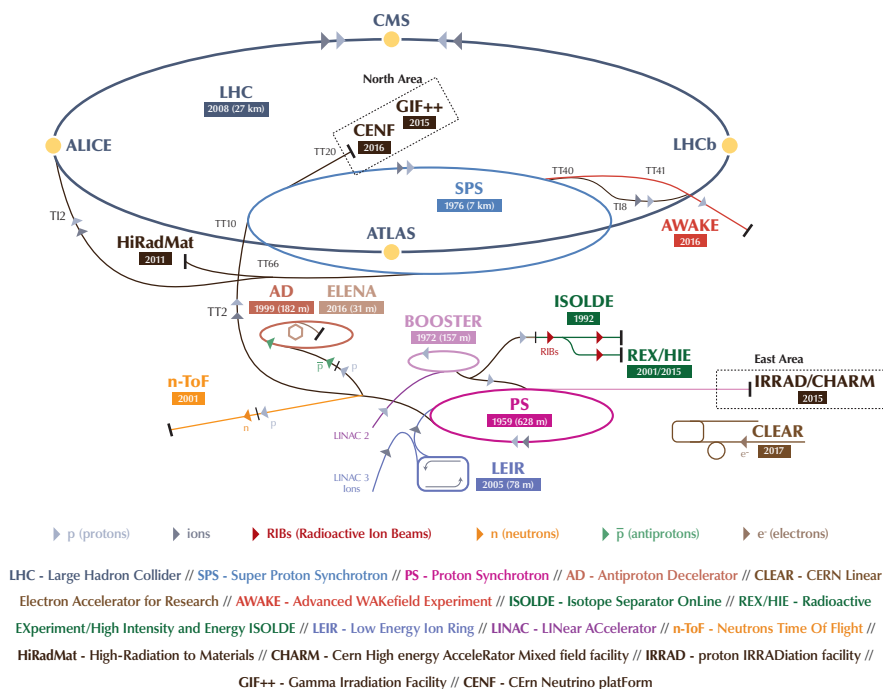 CMS
North Area
LHC
2008 (27 km)
GIF++
2015
CENF
2016
ALICE
TT20
LHCb
TT40
TT41
SPS
1976 (7 km)
TI2
TI8
TT10
AWAKE
2016
HiRadMat
2011
ATLAS
TT66
AD
1999 (182 m)
ELENA
2016 (31 m)
TT2
BOOSTER
1972 (157 m)
ISOLDE
1992
RIBs
REX/HIE
2001/2015
East Area
IRRAD/CHARM
2015
p̅
p
n-ToF
2001
n
p
PS
1959 (628 m)
LINAC 2
CLEAR
2017
e-
LINAC 3
Ions
LEIR
2005 (78 m)
p (protons) ions RIBs (Radioactive Ion Beams) n (neutrons) p̅ (antiprotons) e- (electrons)
LHC - Large Hadron Collider // SPS - Super Proton Synchrotron // PS - Proton Synchrotron // AD - Antiproton Decelerator // CLEAR - CERN Linear
Electron Accelerator for Research // AWAKE - Advanced WAKefield Experiment // ISOLDE - Isotope Separator OnLine // REX/HIE - Radioactive
EXperiment/High Intensity and Energy ISOLDE // LEIR - Low Energy Ion Ring // LINAC - LINear ACcelerator // n-ToF - Neutrons Time Of Flight //
HiRadMat - High-Radiation to Materials // CHARM - Cern High energy AcceleRator Mixed field facility // IRRAD - proton IRRADiation facility //
GIF++ - Gamma Irradiation Facility // CENF - CErn Neutrino platForm